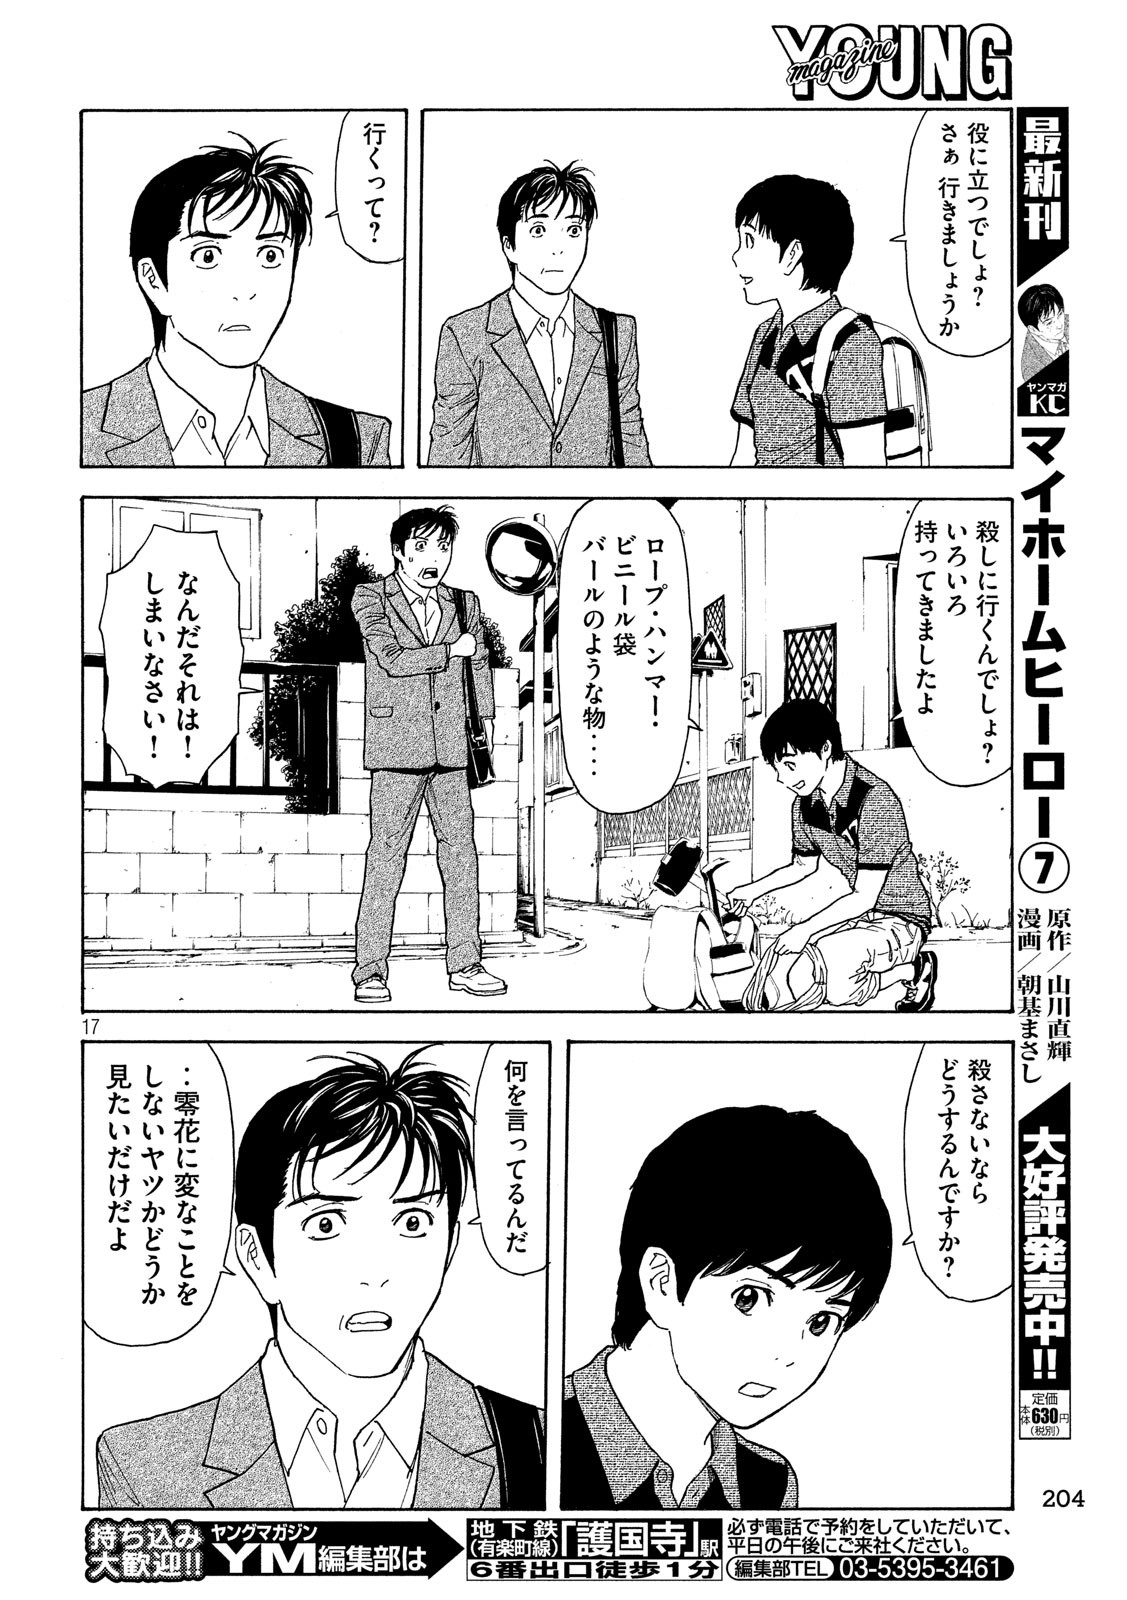 YOUNG
magazine
役に立つでしょ?
さぁ 行きましょうか
行くって?
殺しに行くんでしょ?
いろいろ
持ってきましたよ
ロープ・ハンマー・
ビニール袋
バールのような物‥‥
なんだそれは!
しまいなさい!
17
殺さないなら
どうするんですか?
何を言ってるんだ
‥零花に変なことを
しないヤツかどうか
見たいだけだよ
最新刊
ヤンマガ
KC
マイホームヒーロー⑦
原作/山川直輝
漫画/朝基まさし
大好評発売中!!
定価
本体630円
(税別)
204
持ち込み
大歓迎!!
ヤングマガジン
YM編集部は
地下鉄
(有楽町線)
「護国寺」駅
6番出口徒歩1分
必ず電話で予約をしていただいて、
平日の午後にご来社ください。
編集部TEL 03-5395-3461